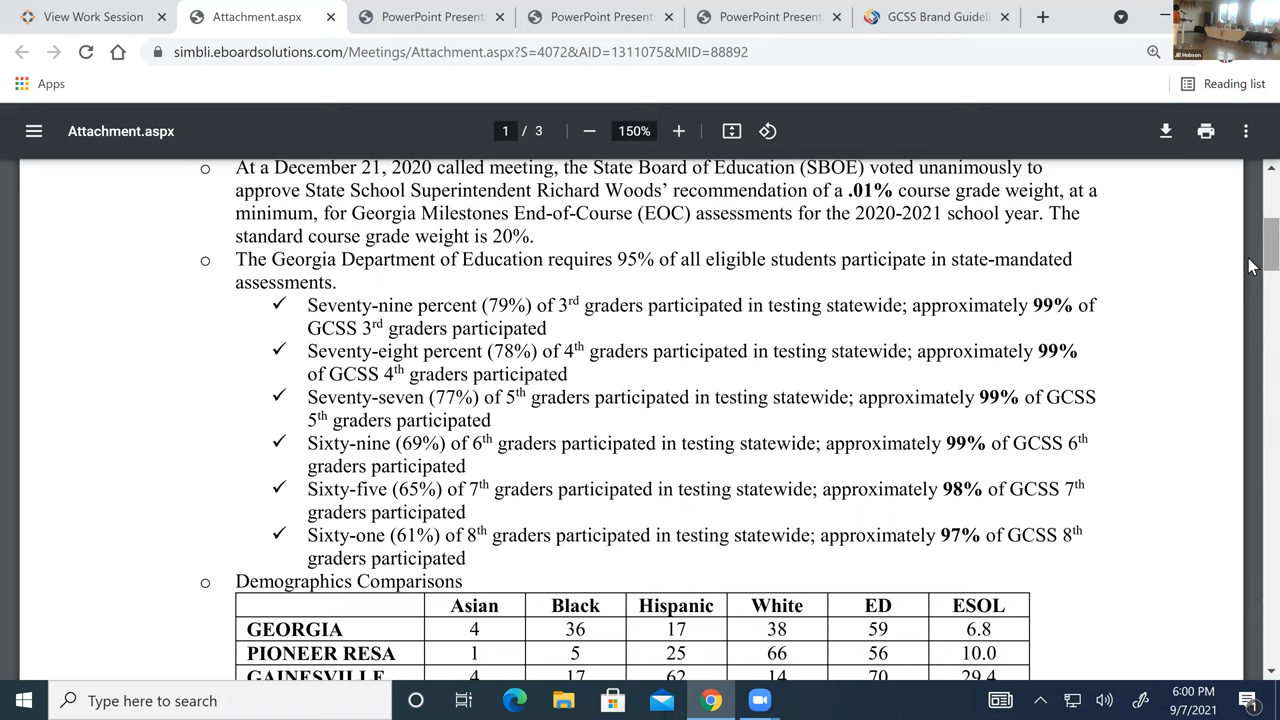 View Work Session
Attachment.aspx
PowerPoint Present
PowerPoint Present
PowerPoint Present
GCSS Brand Guideli
simbli.eboardsolutions.com/Meetings/Attachment.aspx?S=4072&AID=1311075&MID=88892
Jill Hobson
Apps
Reading list
Attachment.aspx
1 / 3
150%
o At a December 21, 2020 called meeting, the State Board of Education (SBOE) voted unanimously to
approve State School Superintendent Richard Woods' recommendation of a .01% course grade weight, at a
minimum, for Georgia Milestones End-of-Course (EOC) assessments for the 2020-2021 school year. The
standard course grade weight is 20%.
o The Georgia Department of Education requires 95% of all eligible students participate in state-mandated
assessments.
✓ Seventy-nine percent (79%) of 3rd graders participated in testing statewide; approximately 99% of
GCSS 3rd graders participated
✓ Seventy-eight percent (78%) of 4th graders participated in testing statewide; approximately 99%
of GCSS 4th graders participated
✓ Seventy-seven (77%) of 5th graders participated in testing statewide; approximately 99% of GCSS
5th graders participated
✓ Sixty-nine (69%) of 6th graders participated in testing statewide; approximately 99% of GCSS 6th
graders participated
✓ Sixty-five (65%) of 7th graders participated in testing statewide; approximately 98% of GCSS 7th
graders participated
✓ Sixty-one (61%) of 8th graders participated in testing statewide; approximately 97% of GCSS 8th
graders participated
o Demographics Comparisons
Asian Black Hispanic White ED ESOL
GEORGIA 4 36 17 38 59 6.8
PIONEER RESA 1 5 25 66 56 10.0
GAINESVILLE 4 17 62 14 70 29.4
Type here to search
6:00 PM
9/7/2021
1